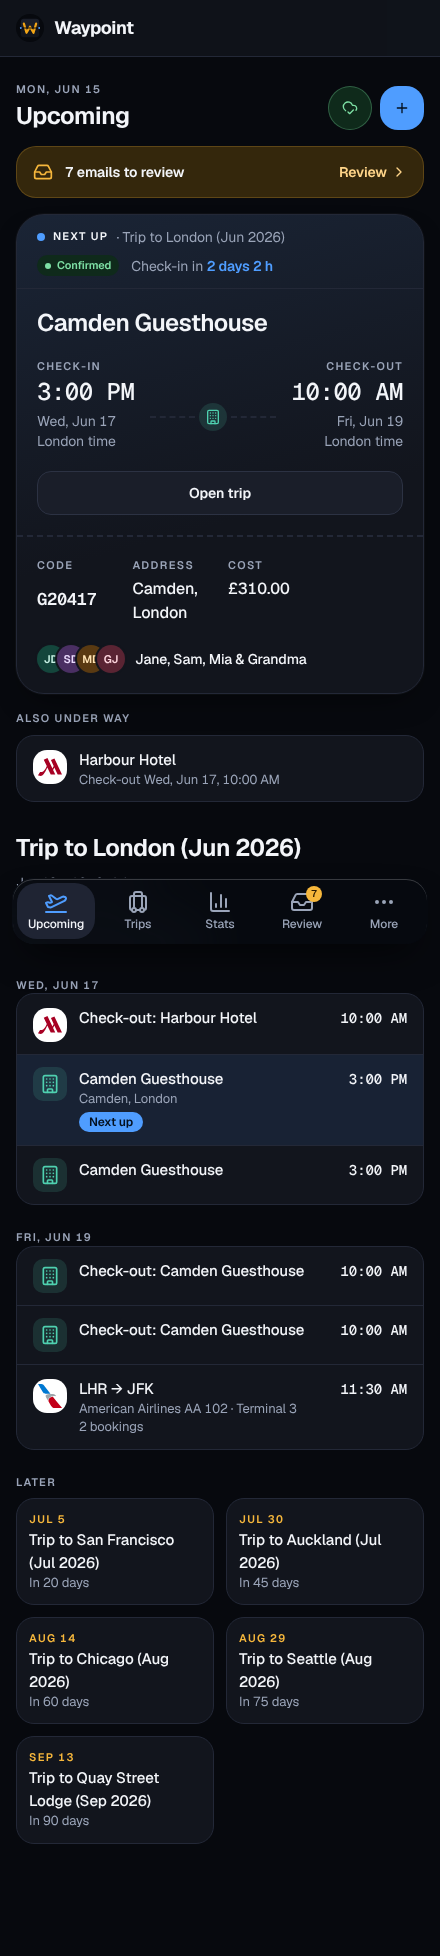 Waypoint
MON, JUN 15
Upcoming
7 emails to review
Review
NEXT UP · Trip to London (Jun 2026)
Confirmed
Check-in in 2 days 2 h
Camden Guesthouse
CHECK-IN
CHECK-OUT
3:00 PM
10:00 AM
Wed, Jun 17
Fri, Jun 19
London time
London time
Open trip
CODE
ADDRESS
COST
G20417
Camden,
London
£310.00
GJ
Jane, Sam, Mia & Grandma
ALSO UNDER WAY
Harbour Hotel
Check-out Wed, Jun 17, 10:00 AM
Trip to London (Jun 2026)
7
Upcoming
Trips
Stats
Review
More
WED, JUN 17
Check-out: Harbour Hotel
10:00 AM
Camden Guesthouse
3:00 PM
Camden, London
Next up
Camden Guesthouse
3:00 PM
FRI, JUN 19
Check-out: Camden Guesthouse
10:00 AM
Check-out: Camden Guesthouse
10:00 AM
LHR → JFK
11:30 AM
American Airlines AA 102 · Terminal 3
2 bookings
LATER
JUL 5
Trip to San Francisco
(Jul 2026)
In 20 days
JUL 30
Trip to Auckland (Jul
2026)
In 45 days
AUG 14
Trip to Chicago (Aug
2026)
In 60 days
AUG 29
Trip to Seattle (Aug
2026)
In 75 days
SEP 13
Trip to Quay Street
Lodge (Sep 2026)
In 90 days